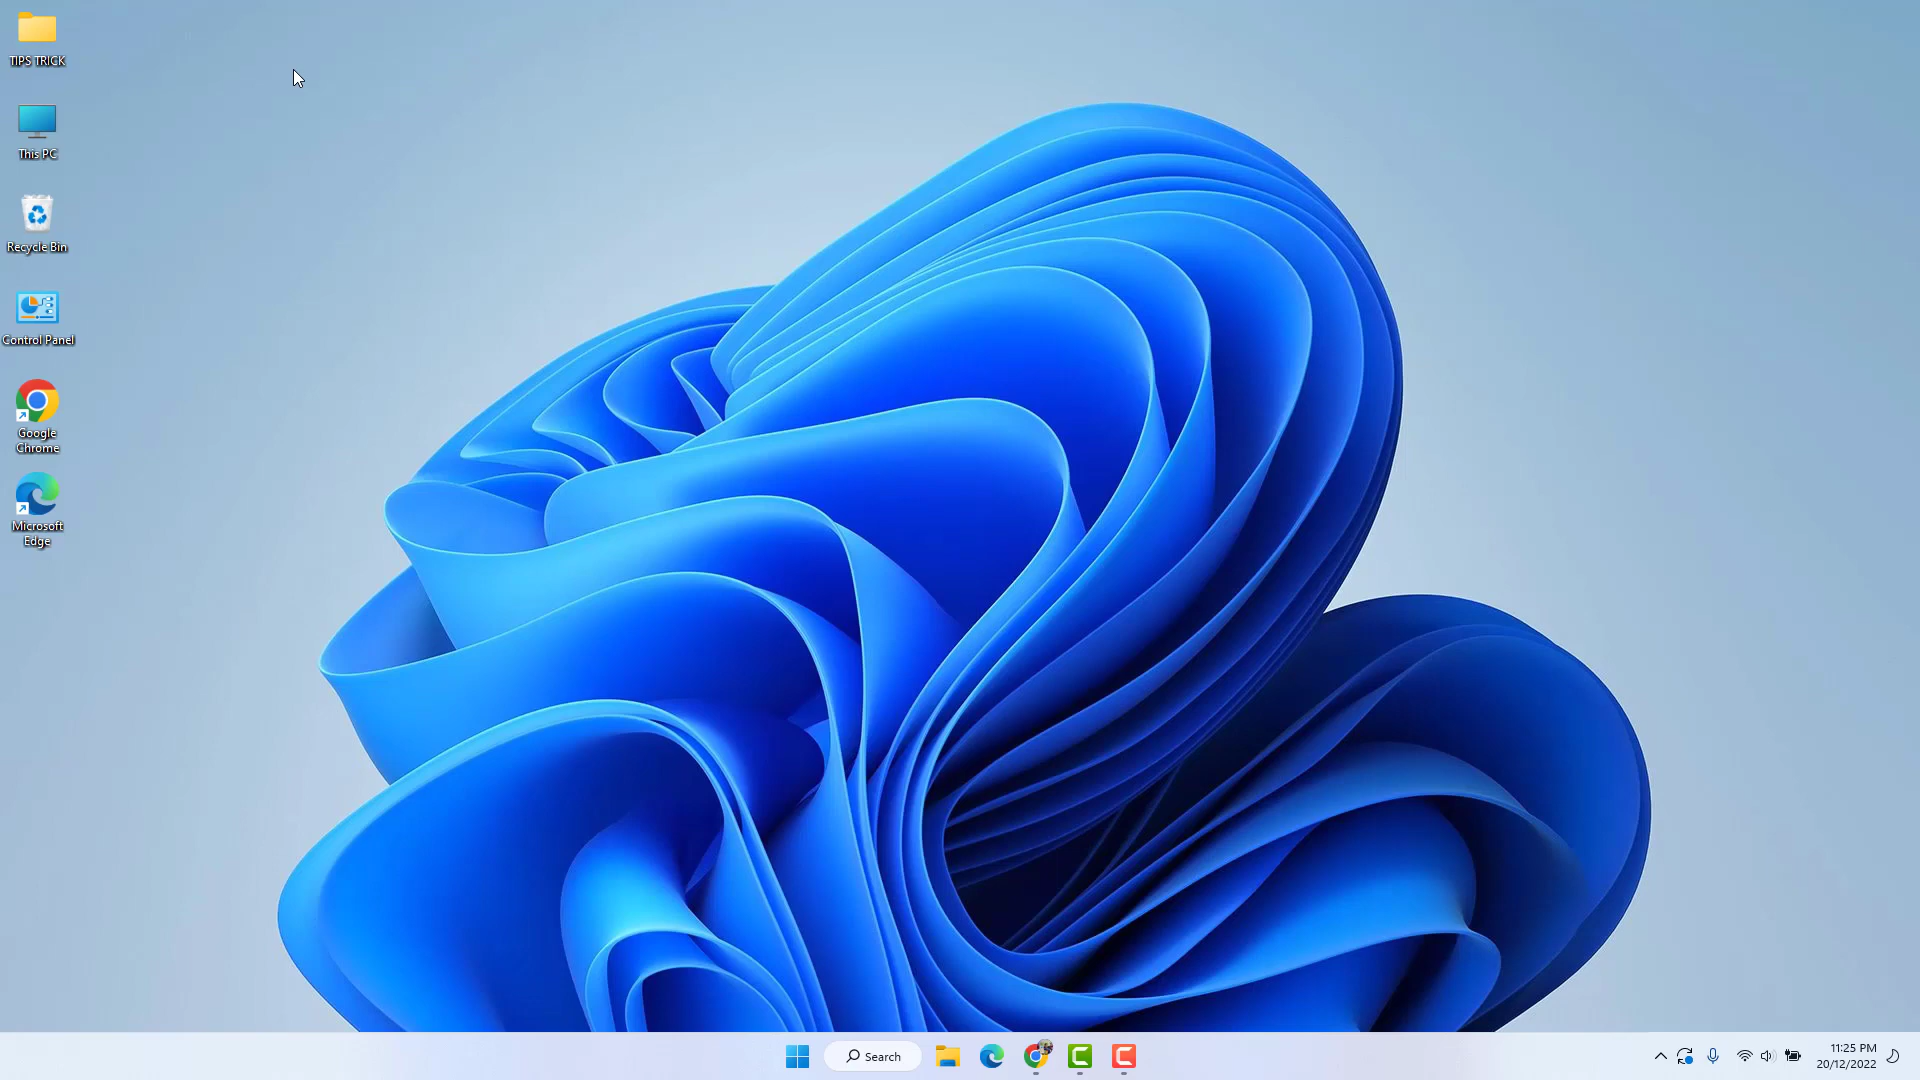 TIPS TRICK
This PC
Recycle Bin
Control Panel
Google
Chrome
Microsoft
Edge
Search
11:25 PM
20/12/2022